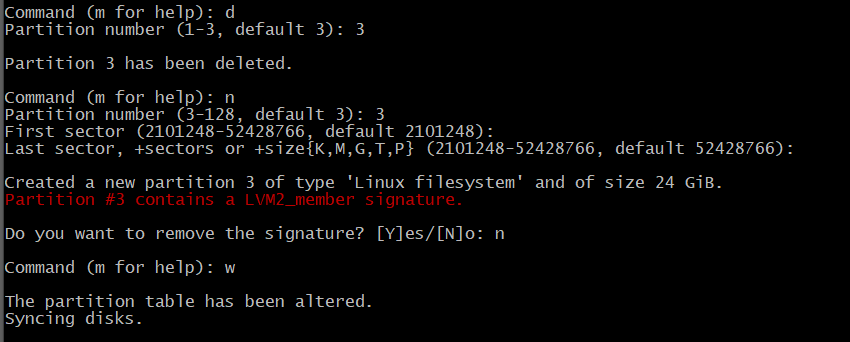 Command (m for help): d
Partition number (1-3, default 3): 3
Partition 3 has been deleted.
Command (m for help): n
Partition number (3-128, default 3): 3
First sector (2101248-52428766, default 2101248):
Last sector, +sectors or +size{K,M,G,T,P} (2101248-52428766, default 52428766):
Created a new partition 3 of type 'Linux filesystem' and of size 24 GiB.
Partition #3 contains a LVM2_member signature.
Do you want to remove the signature? [Y]es/[N]o: n
Command (m for help): w
The partition table has been altered.
Syncing disks.